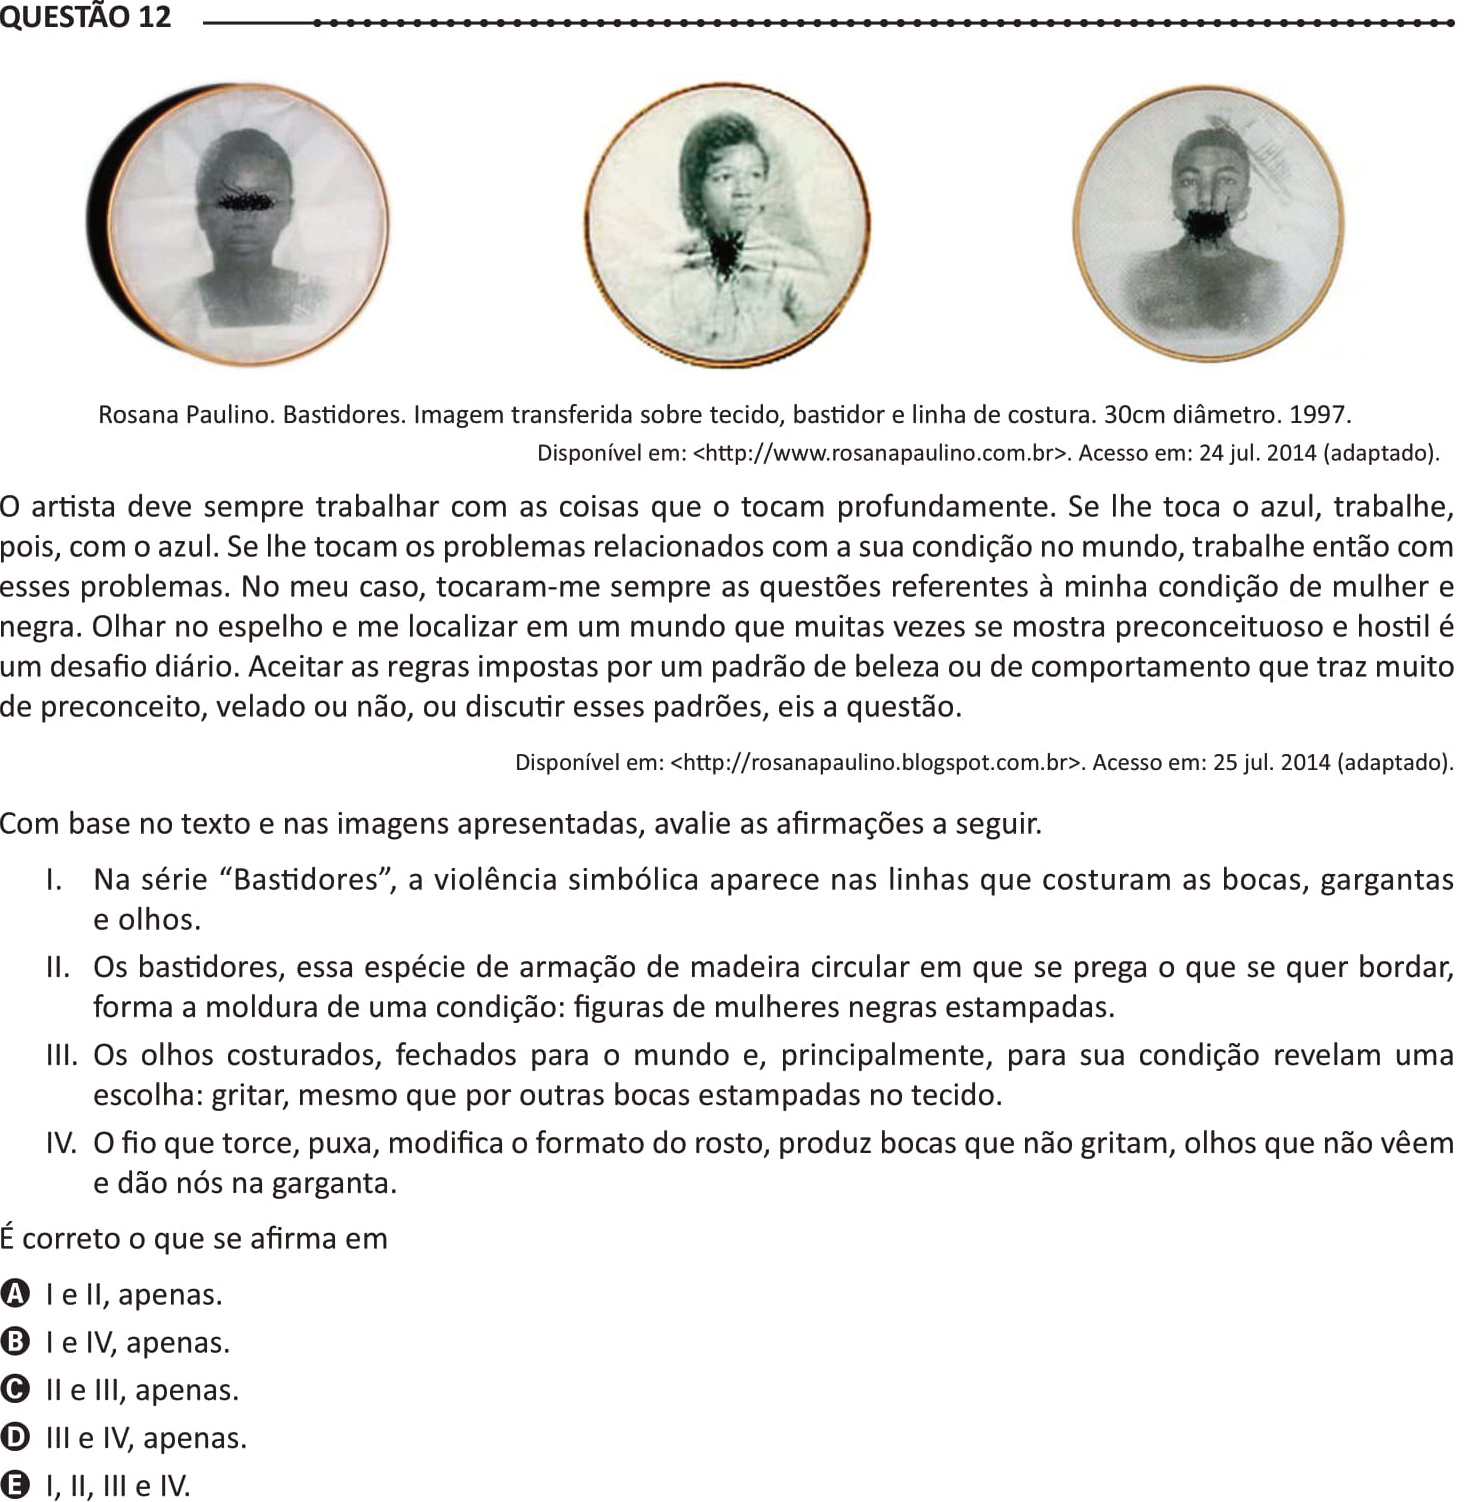 QUESTÃO 12
Rosana Paulino. Bastidores. Imagem transferida sobre tecido, bastidor e linha de costura. 30cm diâmetro. 1997.
Disponível em: <http://www.rosanapaulino.com.br>. Acesso em: 24 jul. 2014 (adaptado).
O artista deve sempre trabalhar com as coisas que o tocam profundamente. Se lhe toca o azul, trabalhe,
pois, com o azul. Se lhe tocam os problemas relacionados com a sua condição no mundo, trabalhe então com
esses problemas. No meu caso, tocaram-me sempre as questões referentes à minha condição de mulher e
negra. Olhar no espelho e me localizar em um mundo que muitas vezes se mostra preconceituoso e hostil é
um desafio diário. Aceitar as regras impostas por um padrão de beleza ou de comportamento que traz muito
de preconceito, velado ou não, ou discutir esses padrões, eis a questão.
Disponível em: <http://rosanapaulino.blogspot.com.br>. Acesso em: 25 jul. 2014 (adaptado).
Com base no texto e nas imagens apresentadas, avalie as afirmações a seguir.
I. Na série “Bastidores”, a violência simbólica aparece nas linhas que costuram as bocas, gargantas
e olhos.
II. Os bastidores, essa espécie de armação de madeira circular em que se prega o que se quer bordar,
forma a moldura de uma condição: figuras de mulheres negras estampadas.
III. Os olhos costurados, fechados para o mundo e, principalmente, para sua condição revelam uma
escolha: gritar, mesmo que por outras bocas estampadas no tecido.
IV. O fio que torce, puxa, modifica o formato do rosto, produz bocas que não gritam, olhos que não vêem
e dão nós na garganta.
É correto o que se afirma em
A I e II, apenas.
B I e IV, apenas.
C II e III, apenas.
D III e IV, apenas.
E I, II, III e IV.